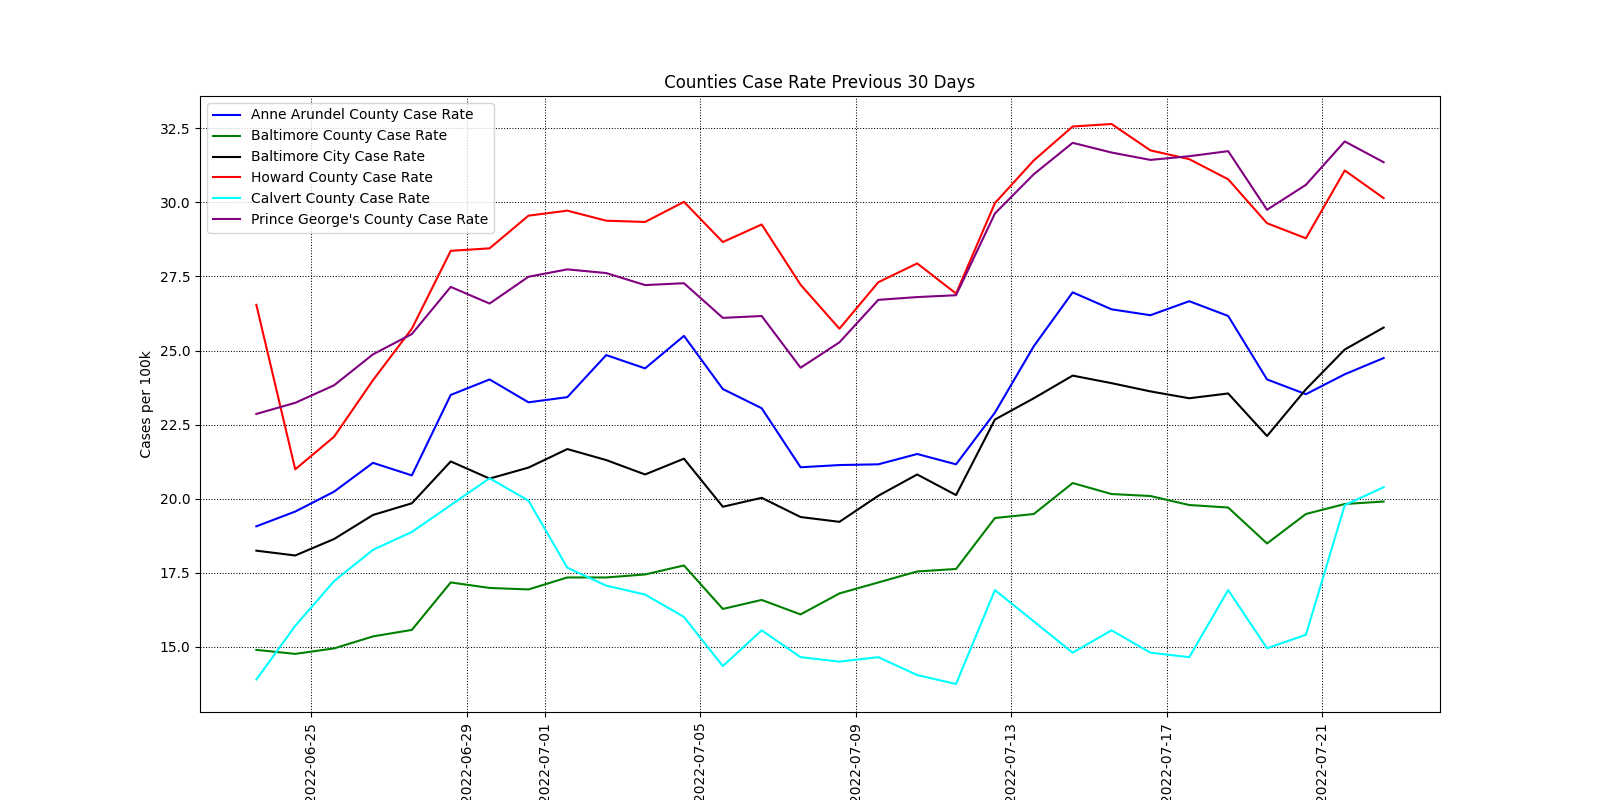 Counties Case Rate Previous 30 Days
Anne Arundel County Case Rate
Baltimore County Case Rate
Baltimore City Case Rate
Howard County Case Rate
Calvert County Case Rate
Prince George's County Case Rate
Cases per 100k
32.5
30.0
27.5
25.0
22.5
20.0
17.5
15.0
2022-06-25
2022-06-29
2022-07-01
2022-07-05
2022-07-09
2022-07-13
2022-07-17
2022-07-21